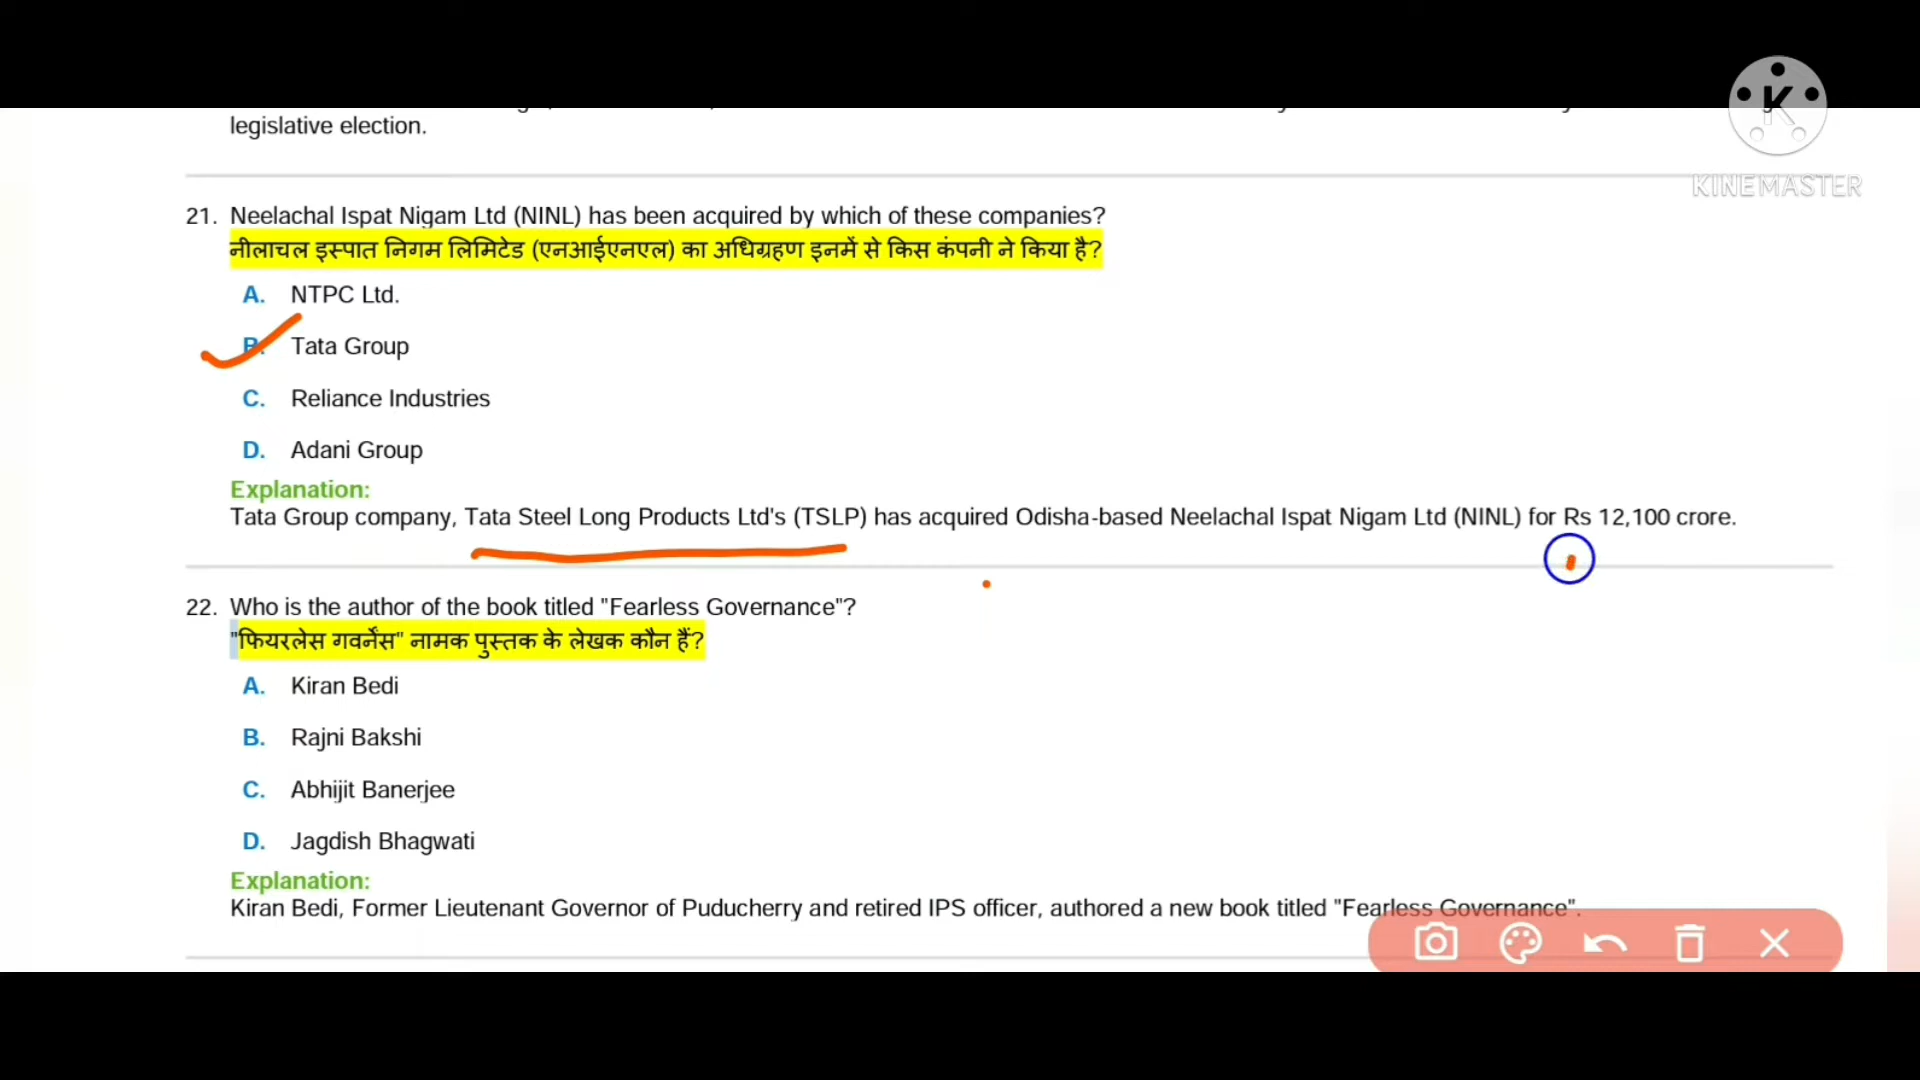 legislative election.
KINEMASTER
21. Neelachal Ispat Nigam Ltd (NINL) has been acquired by which of these companies?
नीलाचल इस्पात निगम लिमिटेड (एनआईएनएल) का अधिग्रहण इनमें से किस कंपनी ने किया है?
A. NTPC Ltd.
B. Tata Group
C. Reliance Industries
D. Adani Group
Explanation:
Tata Group company, Tata Steel Long Products Ltd's (TSLP) has acquired Odisha-based Neelachal Ispat Nigam Ltd (NINL) for Rs 12,100 crore.
22. Who is the author of the book titled "Fearless Governance"?
"फियरलेस गवर्नेंस" नामक पुस्तक के लेखक कौन हैं?
A. Kiran Bedi
B. Rajni Bakshi
C. Abhijit Banerjee
D. Jagdish Bhagwati
Explanation:
Kiran Bedi, Former Lieutenant Governor of Puducherry and retired IPS officer, authored a new book titled "Fearless Governance".